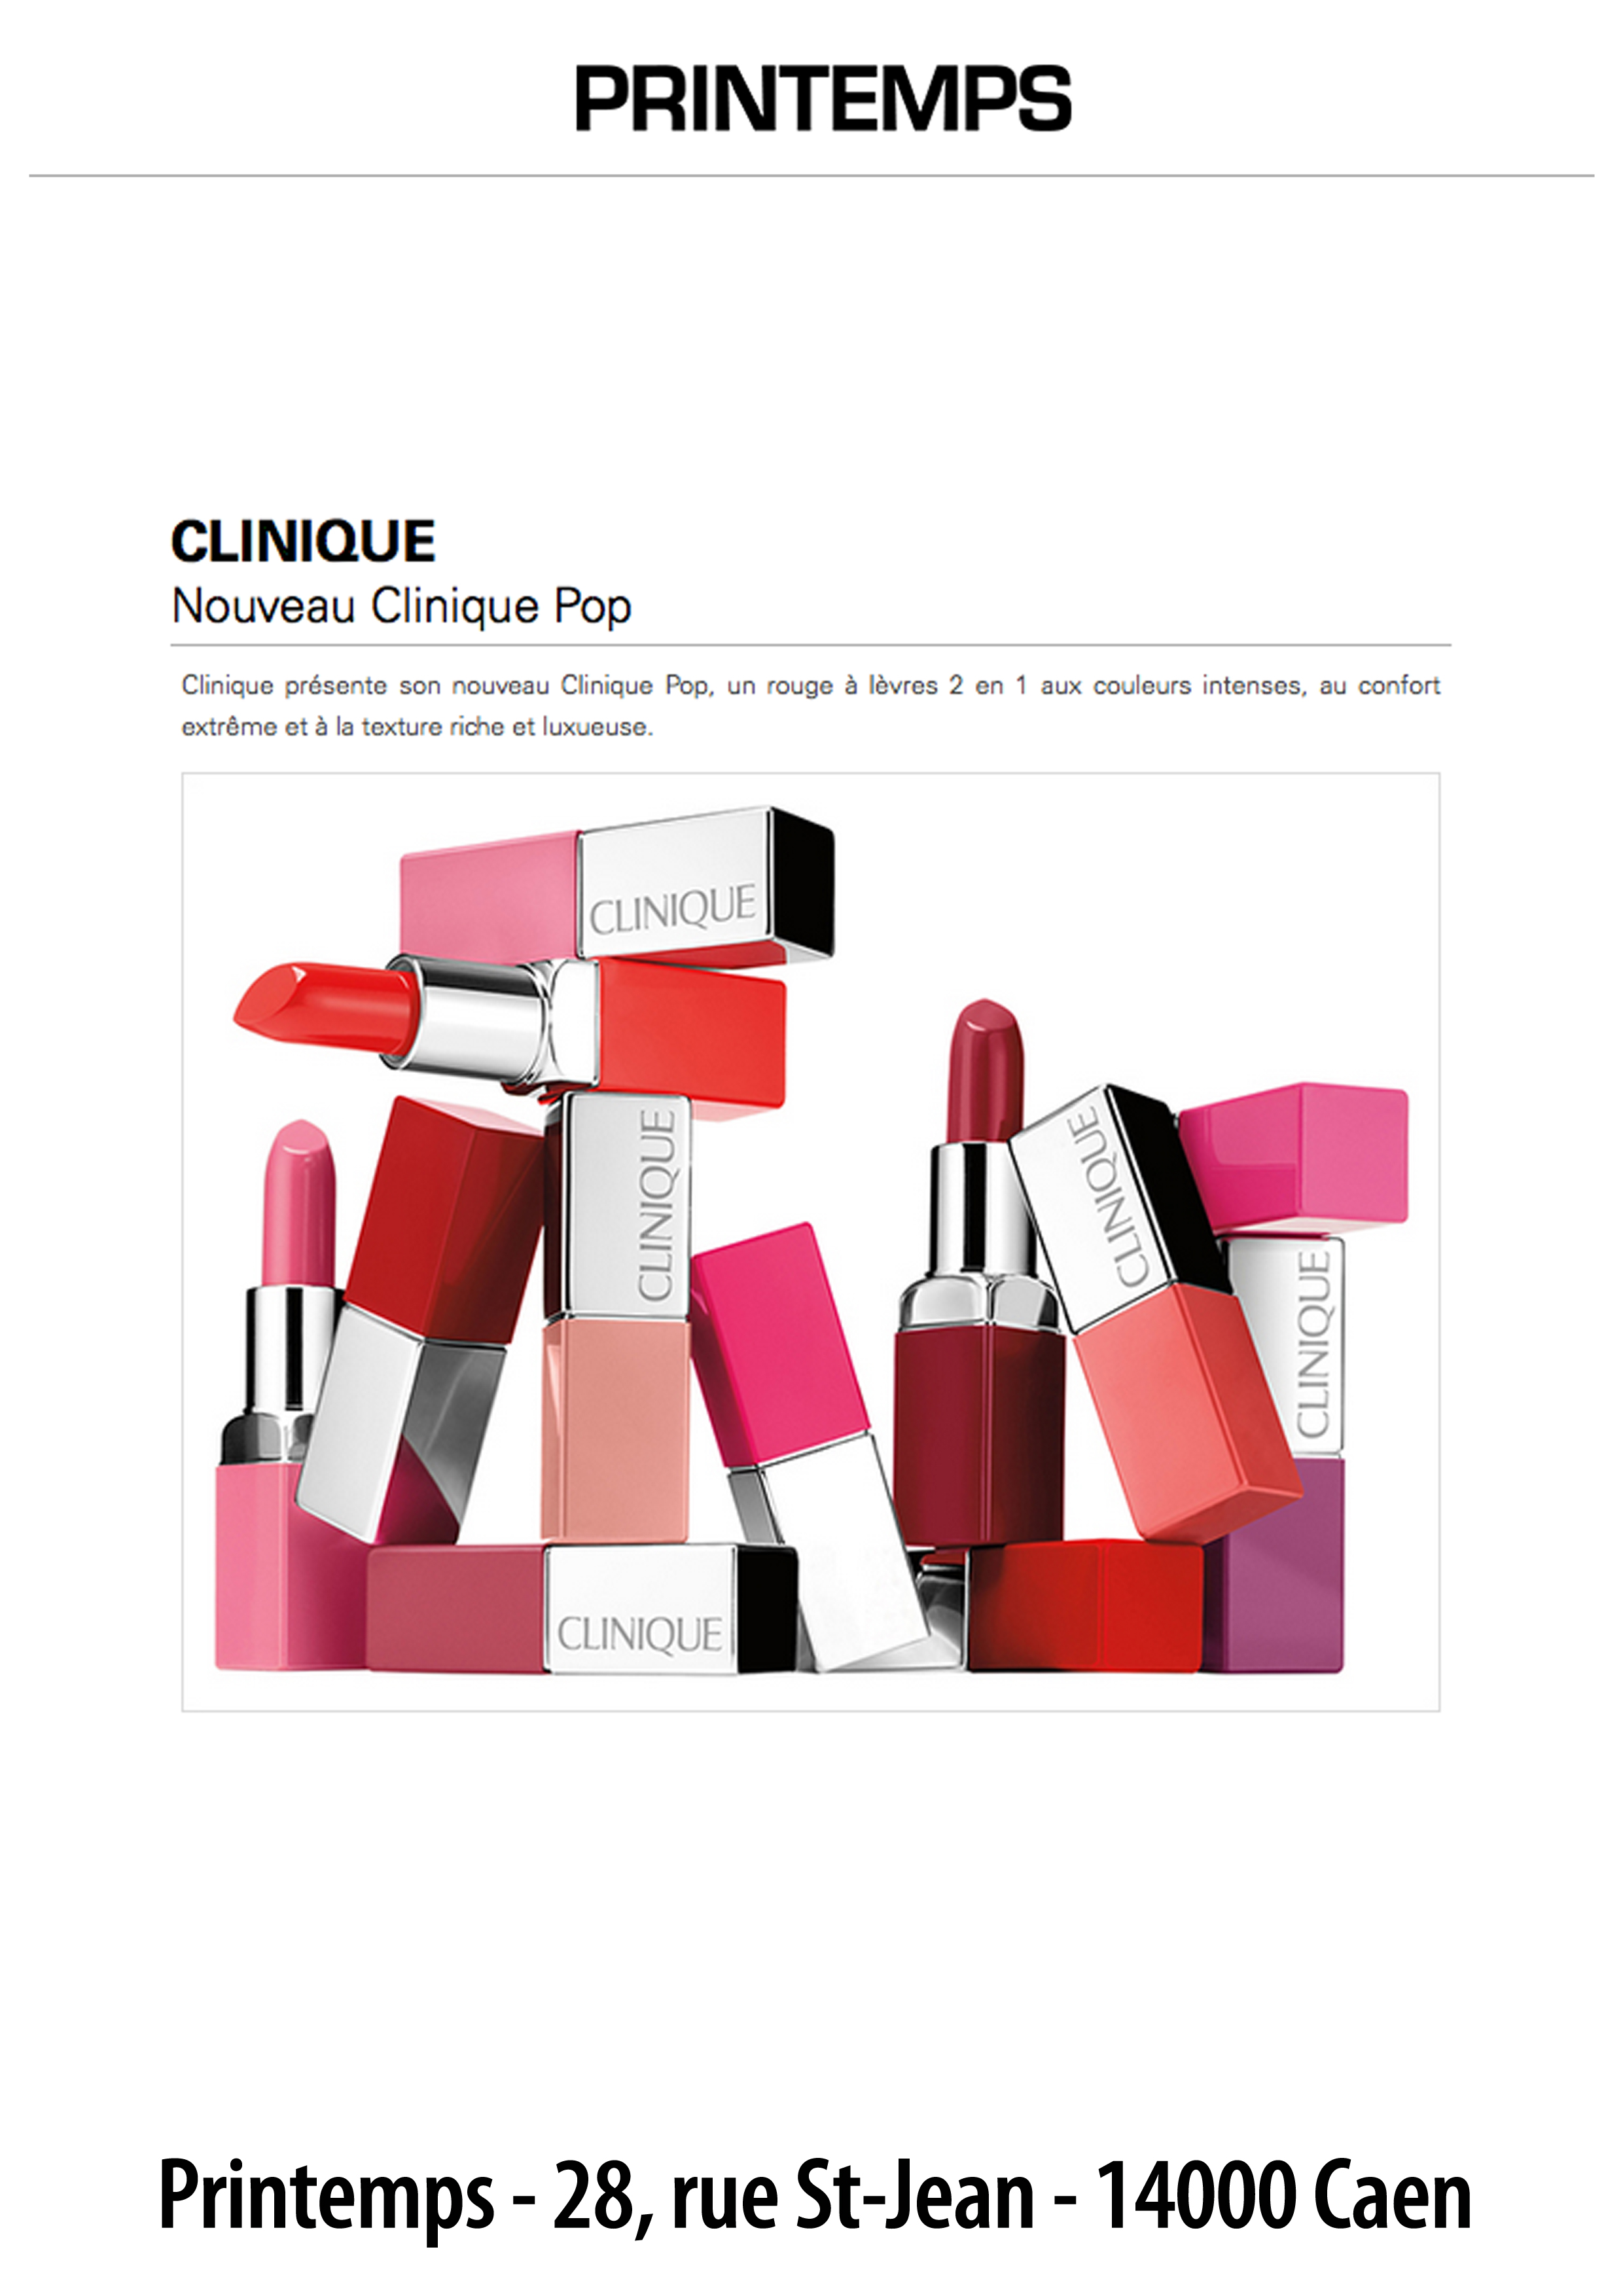 PRINTEMPS
CLINIQUE
Nouveau Clinique Pop
Clinique présente son nouveau Clinique Pop, un rouge à lèvres 2 en 1 aux couleurs intenses, au confort
extrême et à la texture riche et luxueuse.
CLINIQUE
CLINIQUE
CLINIQUE
CLINIQUE
CLINIQUE
Printemps - 28, rue St-Jean - 14000 Caen